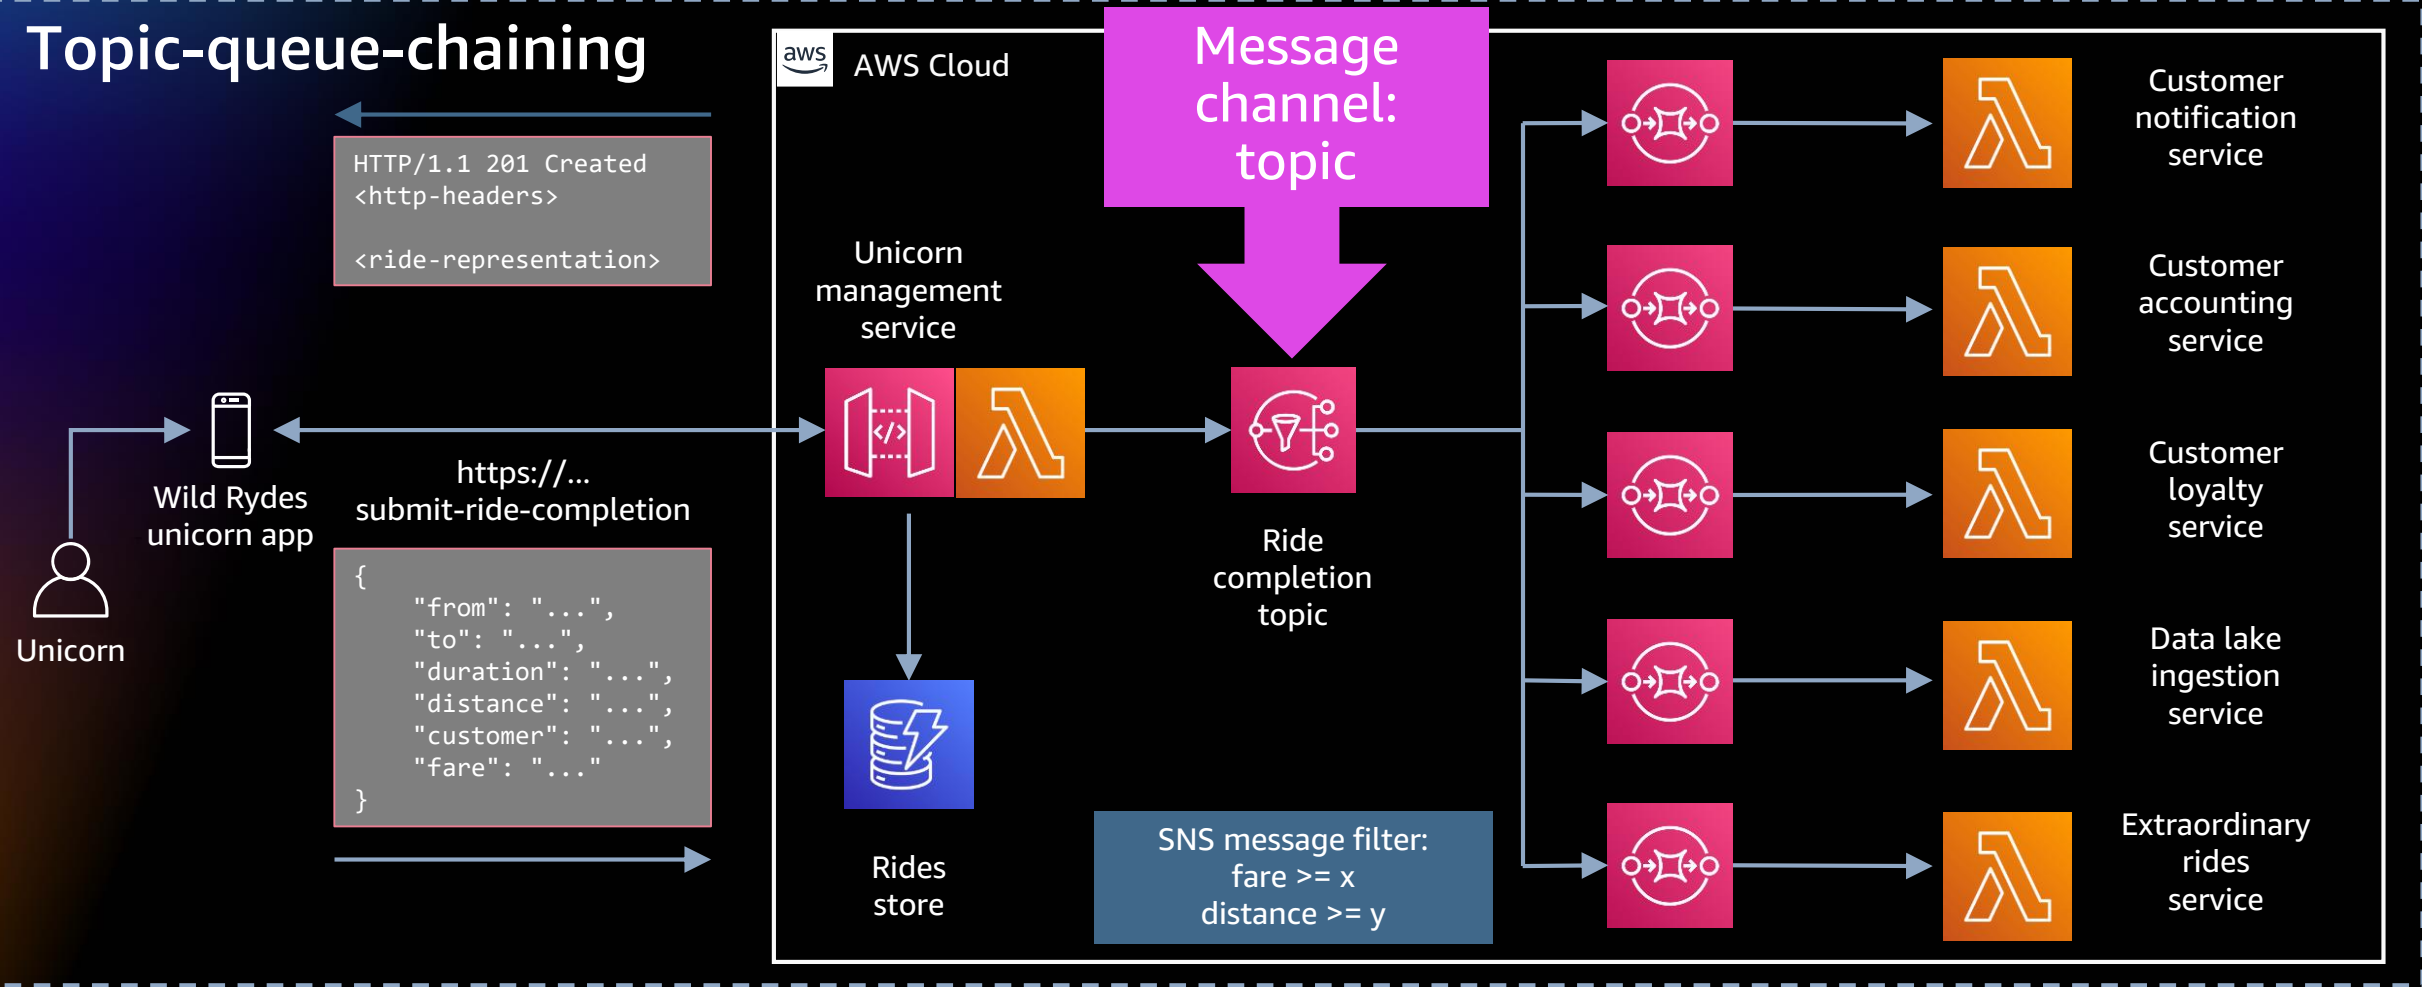 Topic-queue-chaining
HTTP/1.1 201 Created
<http-headers>
<ride-representation>
Unicorn
Wild Rydes
unicorn app
https://...
submit-ride-completion
{
"from": "...",
"to": "...",
"duration": "...",
"distance": "...",
"customer": "...",
"fare": "..."
}
aws
AWS Cloud
Message
channel:
topic
Unicorn
management
service
Rides
store
Ride
completion
topic
SNS message filter:
fare >= x
distance >= y
Customer
notification
service
Customer
accounting
service
Customer
loyalty
service
Data lake
ingestion
service
Extraordinary
rides
service